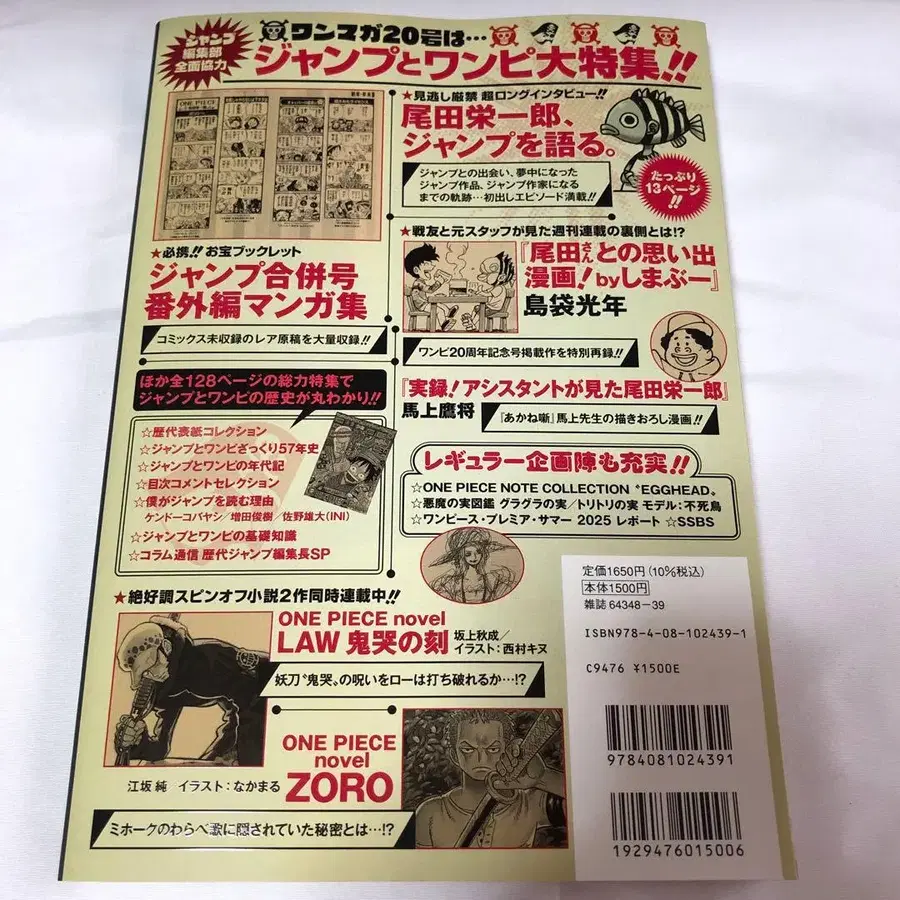 ジャンプ
編集部
全面協力
ワンマガ20号は…
ジャンプとワンピ大特集!!
ONE PIECE
★見逃し厳禁 超ロングインタビュー!!
尾田栄一郎、
ジャンプを語る。
ジャンプとの出会い、夢中になった
ジャンプ作品、ジャンプ作家になる
までの軌跡…初出しエピソード満載!!
たっぷり
13ページ
!!
★必携!! お宝ブックレット
ジャンプ合併号
番外編マンガ集
コミックス未収録のレア原稿を大量収録!!
★戦友と元スタッフが見た週刊連載の裏側とは!?
『尾田さんとの思い出
漫画! byしまぶー』
島袋光年
ワンピ20周年記念号掲載作を特別再録!!
『実録! アシスタントが見た尾田栄一郎』
馬上鷹将
『あかね噺』馬上先生の描きおろし漫画!!
ほか全128ページの総力特集で
ジャンプとワンピの歴史が丸わかり!!
☆歴代表紙コレクション
☆ジャンプとワンピざっくり57年史
☆ジャンプとワンピの年代記
☆目次コメントセレクション
☆僕がジャンプを読む理由
ケンドーコバヤシ/増田俊樹/佐野雄大(INI)
☆ジャンプとワンピの基礎知識
☆コラム通信 歴代ジャンプ編集長SP
レギュラー企画陣も充実!!
☆ONE PIECE NOTE COLLECTION〝EGGHEAD〟
☆悪魔の実図鑑 グラグラの実/トリトリの実 モデル:不死鳥
☆ワンピース・プレミア・サマー 2025 レポート ☆SSBS
★絶好調スピンオフ小説2作同時連載中!!
ONE PIECE novel
LAW 鬼哭の刻
坂上秋成/
イラスト:西村キヌ
妖刀〝鬼哭〟の呪いをローは打ち破れるか…!?
ONE PIECE
novel
ZORO
江坂 純 イラスト:なかまる
ミホークのわらべ歌に隠されていた秘密とは…!?
定価1650円(10%税込)
本体1500円
雑誌 64348-39
ISBN978-4-08-102439-1
C9476 ¥1500E
9784081024391
1929476015006